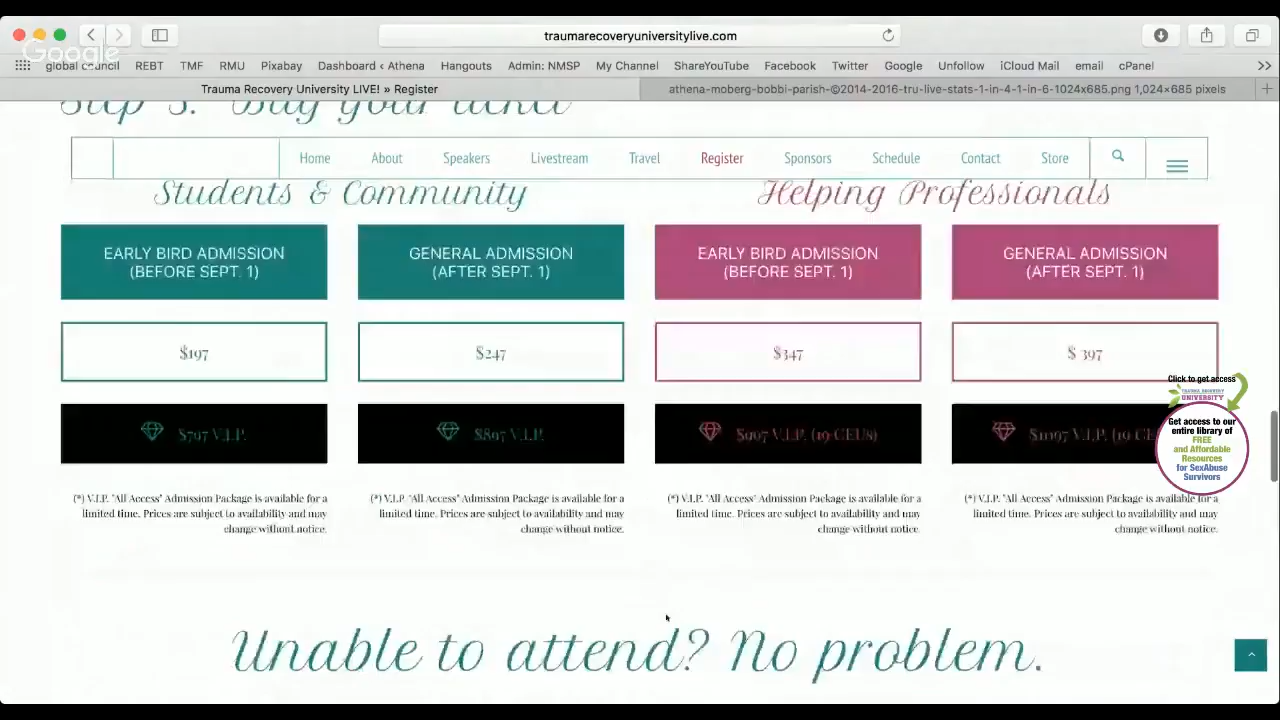 traumarecoveryuniversitylive.com
Google
global council REBT TMF RMU Pixabay Dashboard ‹ Athena Hangouts Admin: NMSP My Channel ShareYouTube Facebook Twitter Google Unfollow iCloud Mail email cPanel
Trauma Recovery University LIVE! » Register
athena-moberg-bobbi-parish-©2014-2016-tru-live-stats-1-in-4-1-in-6-1024x685.png 1,024×685 pixels
Step 3: Buy your ticket
Home About Speakers Livestream Travel Register Sponsors Schedule Contact Store
Students & Community
Helping Professionals
EARLY BIRD ADMISSION
(BEFORE SEPT. 1)
GENERAL ADMISSION
(AFTER SEPT. 1)
EARLY BIRD ADMISSION
(BEFORE SEPT. 1)
GENERAL ADMISSION
(AFTER SEPT. 1)
$197
$247
$347
$ 397
$797 V.I.P.
$897 V.I.P.
$997 V.I.P. (19 CEU's)
$1097 V.I.P. (19 CE
Click to get access
TRAUMA RECOVERY
UNIVERSITY
Get access to our
entire library of
FREE
and Affordable
Resources
for SexAbuse
Survivors
(*) V.I.P. "All Access" Admission Package is available for a
limited time. Prices are subject to availability and may
change without notice.
(*) V.I.P. "All Access" Admission Package is available for a
limited time. Prices are subject to availability and may
change without notice.
(*) V.I.P. "All Access" Admission Package is available for a
limited time. Prices are subject to availability and may
change without notice.
(*) V.I.P. "All Access" Admission Package is available for a
limited time. Prices are subject to availability and may
change without notice.
Unable to attend? No problem.